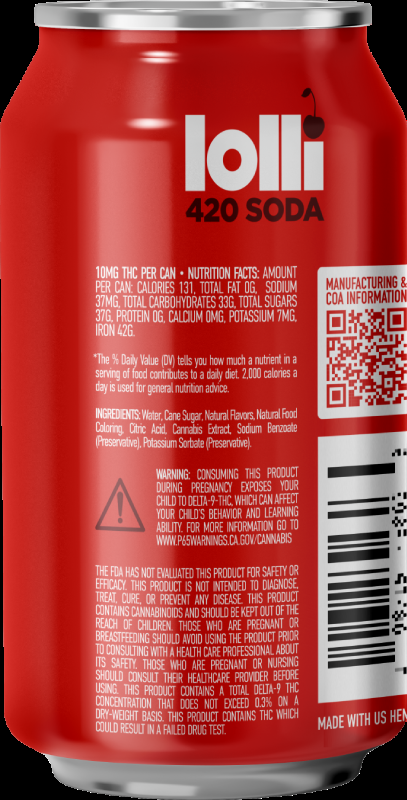 lolli
420 SODA
10MG THC PER CAN • NUTRITION FACTS: AMOUNT
PER CAN: CALORIES 131, TOTAL FAT 0G, SODIUM
37MG, TOTAL CARBOHYDRATES 33G, TOTAL SUGARS
37G, PROTEIN 0G, CALCIUM 0MG, POTASSIUM 7MG,
IRON 42G.
*The % Daily Value (DV) tells you how much a nutrient in a
serving of food contributes to a daily diet. 2,000 calories a
day is used for general nutrition advice.
INGREDIENTS: Water, Cane Sugar, Natural Flavors, Natural Food
Coloring, Citric Acid, Cannabis Extract, Sodium Benzoate
(Preservative), Potassium Sorbate (Preservative).
WARNING: CONSUMING THIS PRODUCT
DURING PREGNANCY EXPOSES YOUR
CHILD TO DELTA-9-THC, WHICH CAN AFFECT
YOUR CHILD'S BEHAVIOR AND LEARNING
ABILITY. FOR MORE INFORMATION GO TO
WWW.P65WARNINGS.CA.GOV/CANNABIS
THE FDA HAS NOT EVALUATED THIS PRODUCT FOR SAFETY OR
EFFICACY. THIS PRODUCT IS NOT INTENDED TO DIAGNOSE,
TREAT, CURE, OR PREVENT ANY DISEASE. THIS PRODUCT
CONTAINS CANNABINOIDS AND SHOULD BE KEPT OUT OF THE
REACH OF CHILDREN. THOSE WHO ARE PREGNANT OR
BREASTFEEDING SHOULD AVOID USING THE PRODUCT PRIOR
TO CONSULTING WITH A HEALTH CARE PROFESSIONAL ABOUT
ITS SAFETY. THOSE WHO ARE PREGNANT OR NURSING
SHOULD CONSULT THEIR HEALTHCARE PROVIDER BEFORE
USING. THIS PRODUCT CONTAINS A TOTAL DELTA-9 THC
CONCENTRATION THAT DOES NOT EXCEED 0.3% ON A
DRY-WEIGHT BASIS. THIS PRODUCT CONTAINS THC WHICH
COULD RESULT IN A FAILED DRUG TEST.
MANUFACTURING &
COA INFORMATION
MADE WITH US HEN